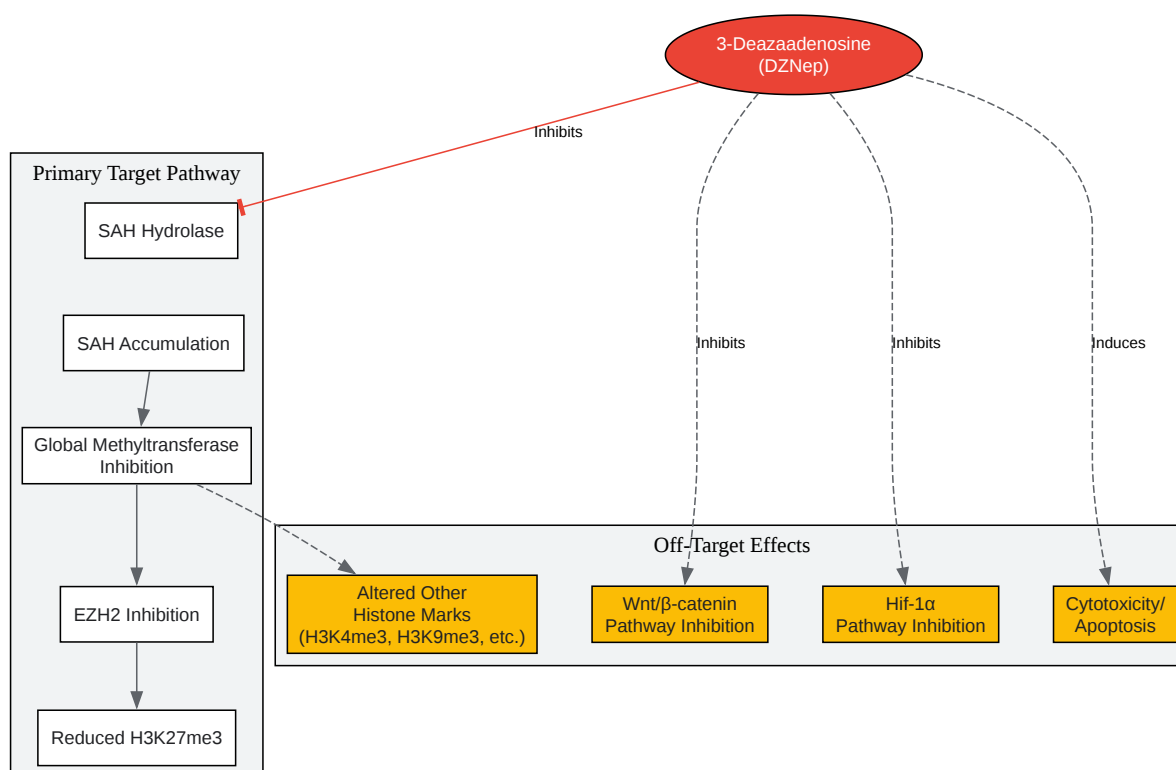 3-Deazaadenosine
(DZNep)
Inhibits
Primary Target Pathway
SAH Hydrolase
SAH Accumulation
Inhibits
Inhibits
Induces
Global Methyltransferase
Inhibition
Off-Target Effects
Altered Other
Histone Marks
(H3K4me3, H3K9me3, etc.)
Wnt/β-catenin
Pathway Inhibition
Hif-1α
Pathway Inhibition
Cytotoxicity/
Apoptosis
EZH2 Inhibition
Reduced H3K27me3